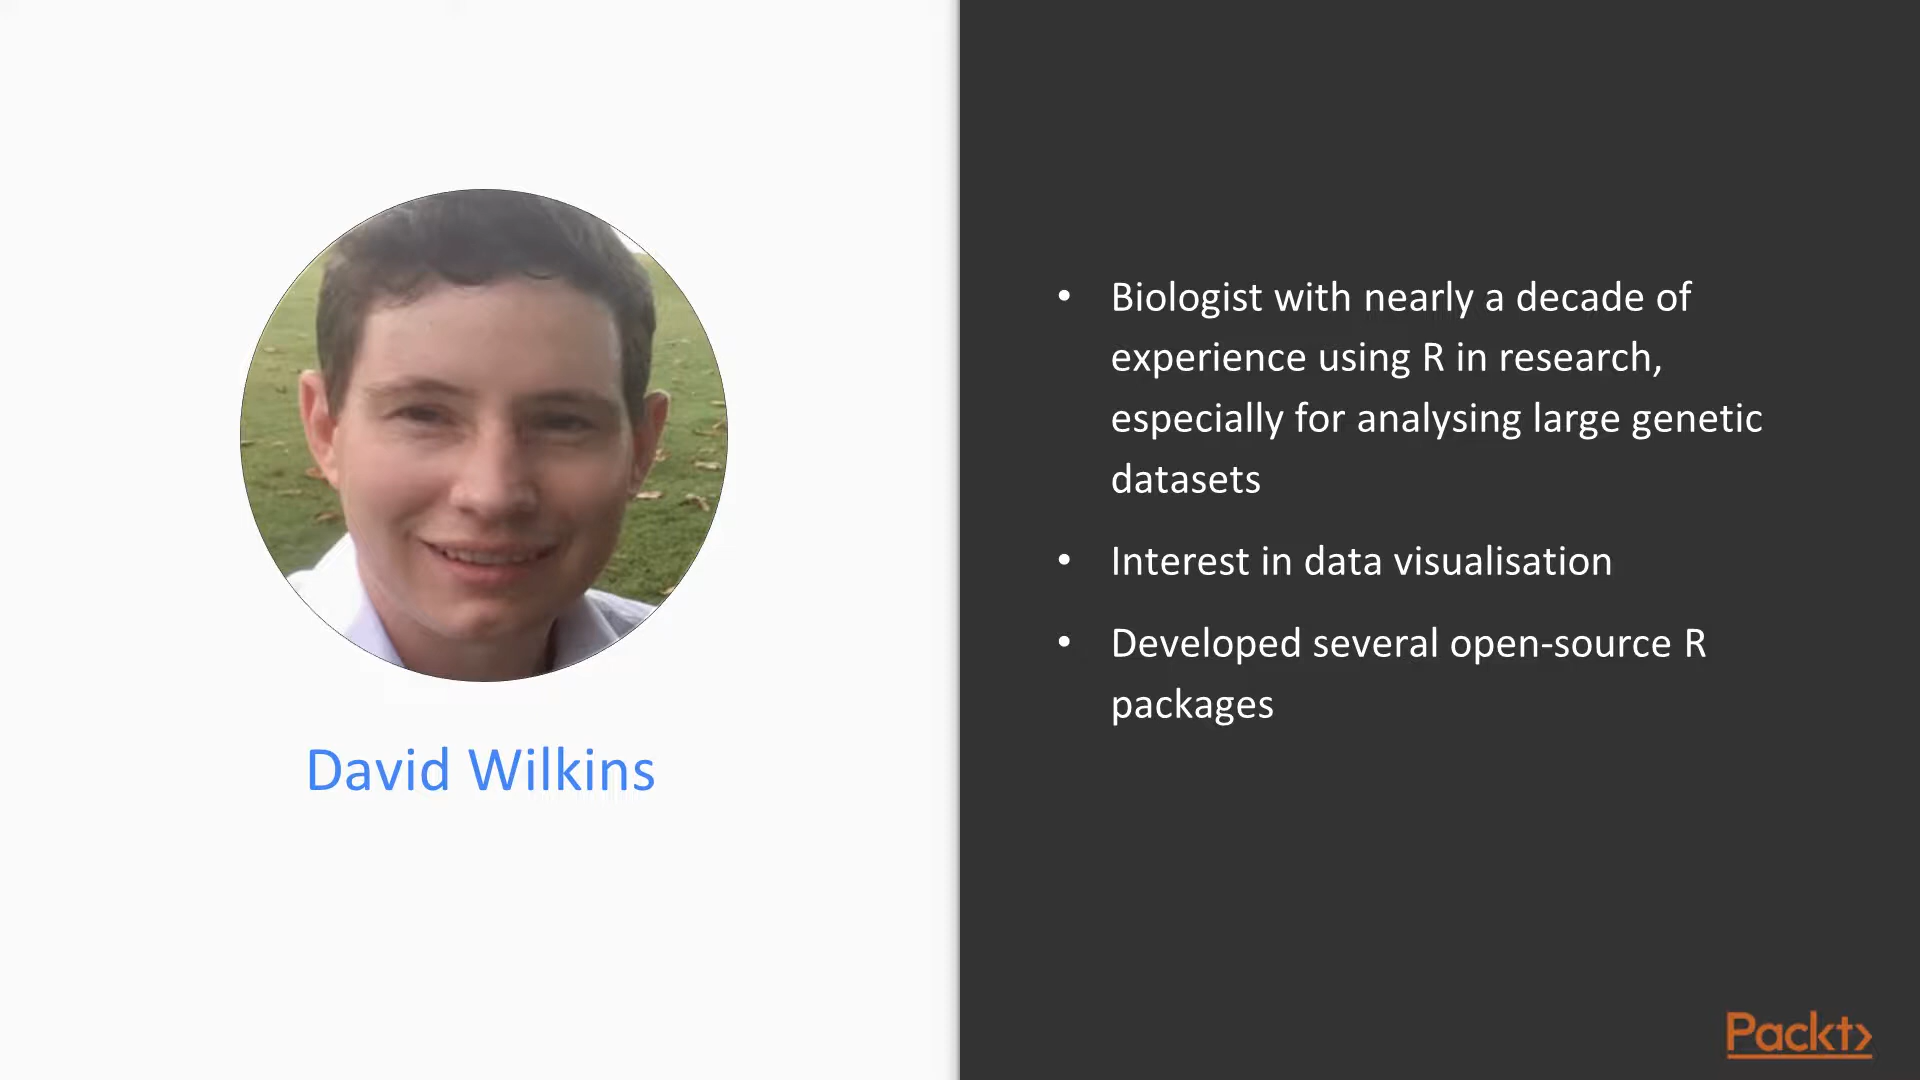 David Wilkins
• Biologist with nearly a decade of
experience using R in research,
especially for analysing large genetic
datasets
• Interest in data visualisation
• Developed several open-source R
packages
Packt>